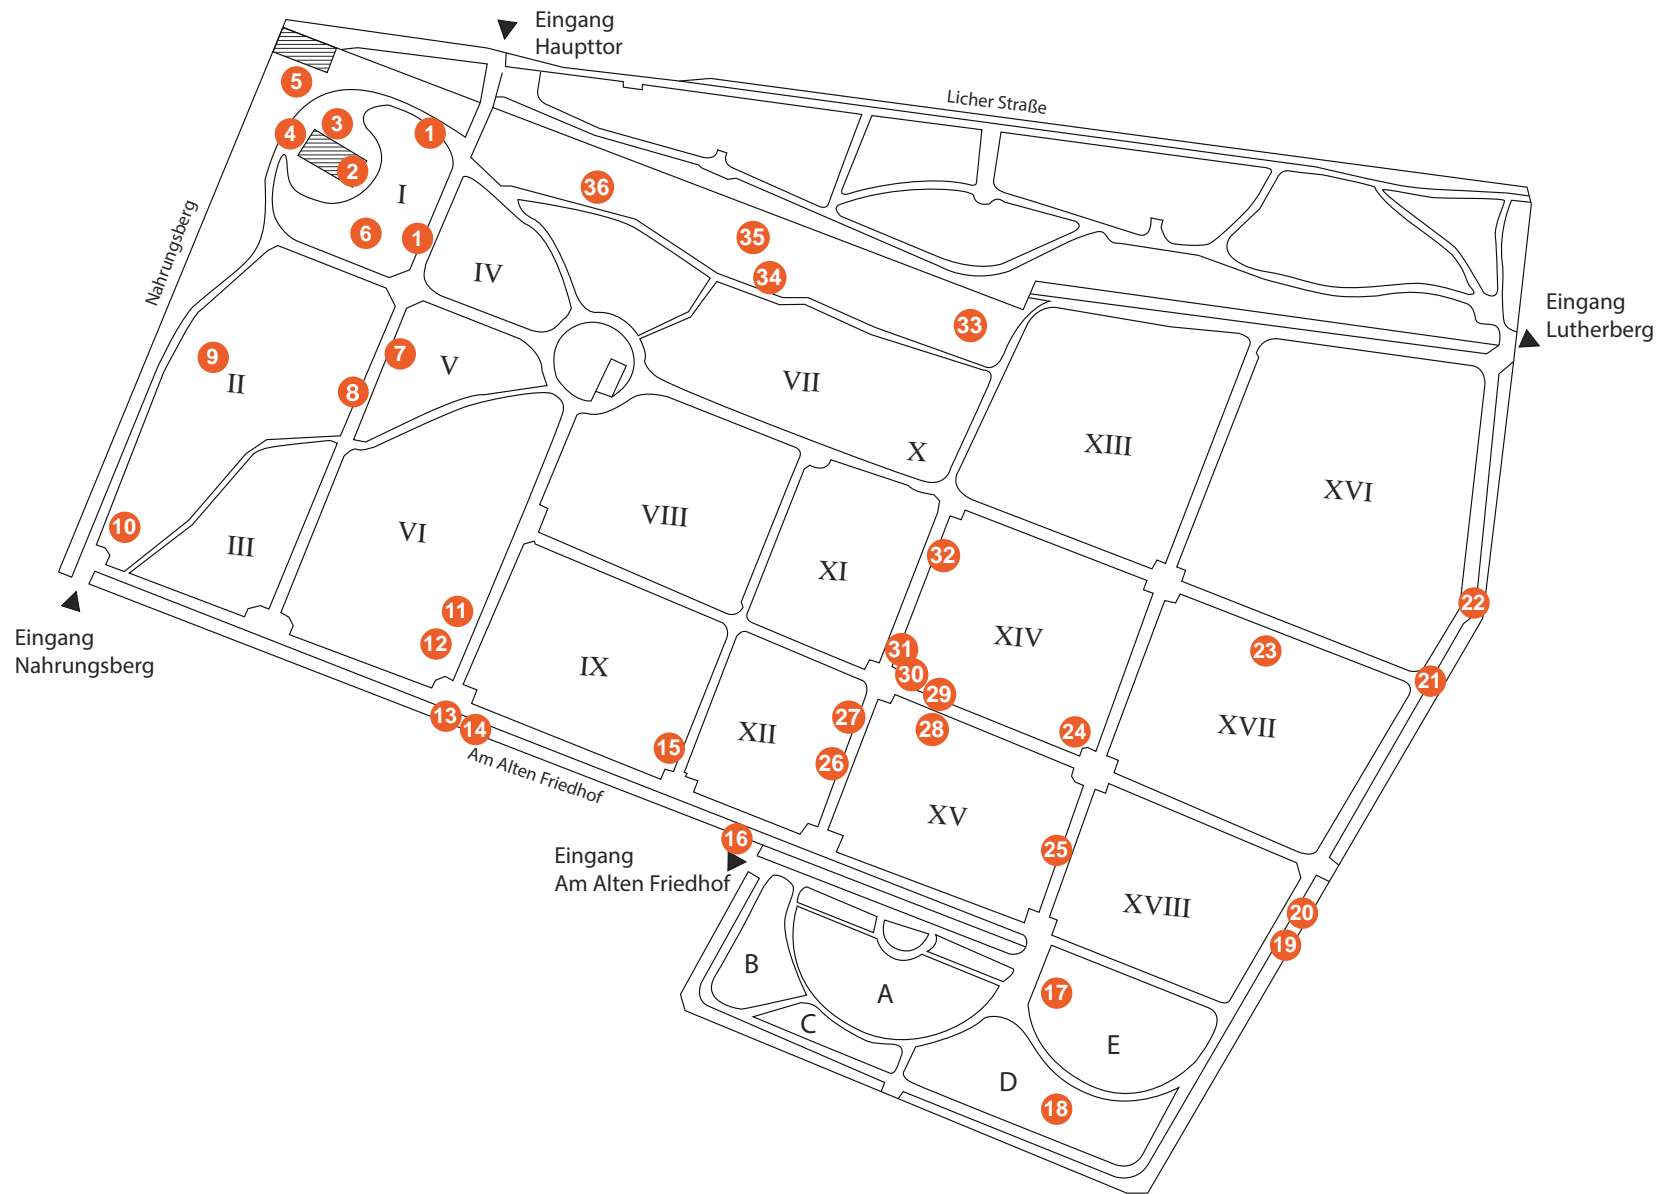 Eingang
Haupttor
Licher Straße
5
3
4
1
2
I
36
6
1
35
Nahrungsberg
IV
34
33
Eingang
Lutherberg
9
7
V
II
8
VII
X
XIII
XVI
10
III
VI
VIII
XI
32
11
12
22
Eingang
Nahrungsberg
IX
31
XIV
23
30
29
21
13
14
XII
27
28
24
XVII
15
26
Am Alten Friedhof
XV
16
25
Eingang
Am Alten Friedhof
XVIII
20
19
B
A
17
C
E
D
18